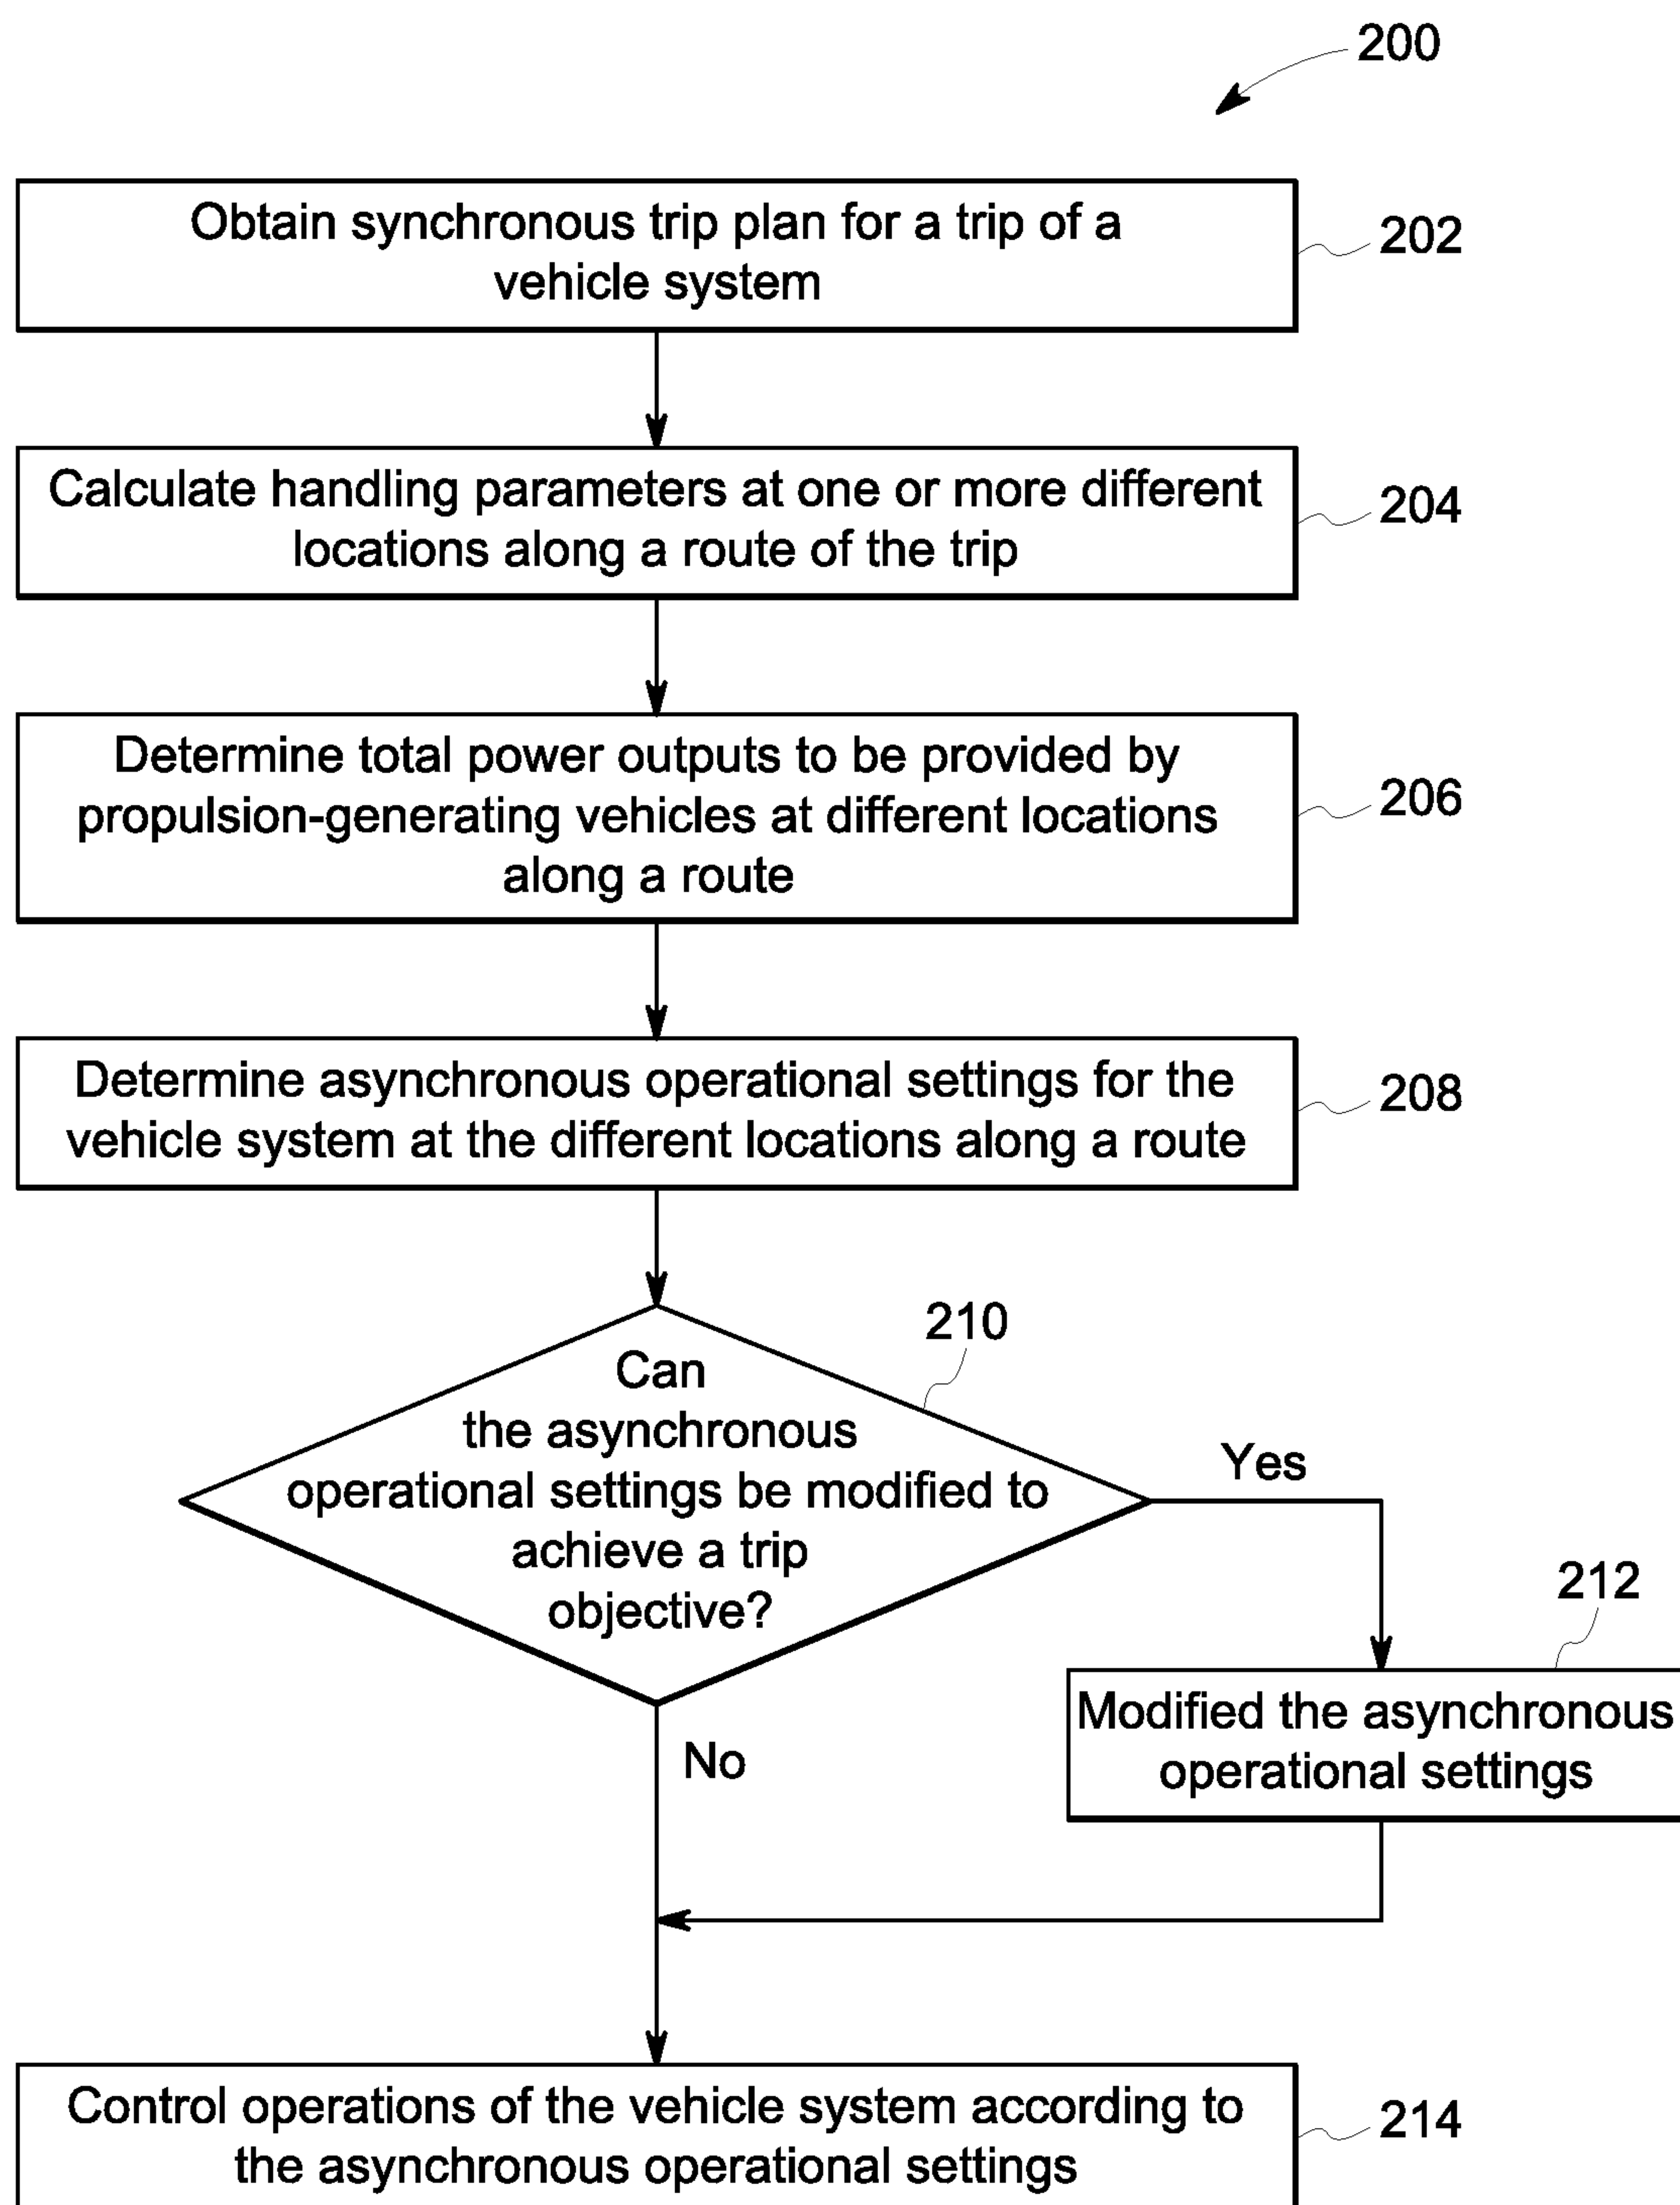 200
Obtain synchronous trip plan for a trip of a
vehicle system
202
Calculate handling parameters at one or more different
locations along a route of the trip
204
Determine total power outputs to be provided by
propulsion-generating vehicles at different locations
along a route
206
Determine asynchronous operational settings for the
vehicle system at the different locations along a route
208
210
Can
the asynchronous
operational settings be modified to
achieve a trip
objective?
Yes
212
Modified the asynchronous
operational settings
No
Control operations of the vehicle system according to
the asynchronous operational settings
214